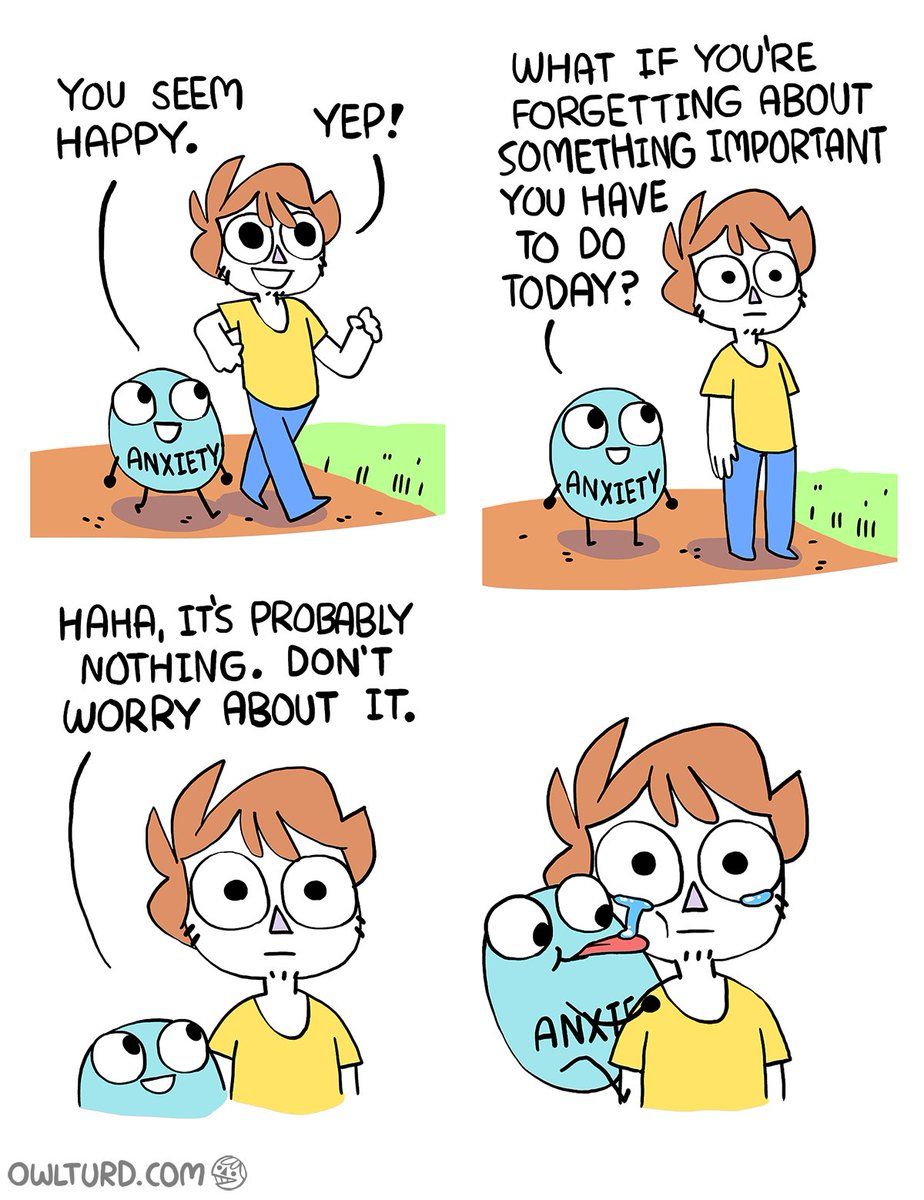 YOU SEEM
HAPPY.
YEP!
ANXIETY
WHAT IF YOU'RE
FORGETTING ABOUT
SOMETHING IMPORTANT
YOU HAVE
TO DO
TODAY?
ANXIETY
HAHA, IT'S PROBABLY
NOTHING. DON'T
WORRY ABOUT IT.
ANXIE
OWLTURD.COM